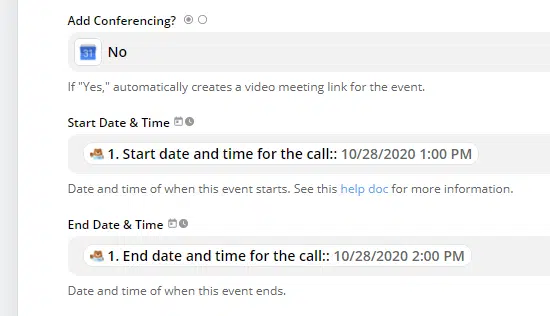 Add Conferencing?
31 No
If "Yes," automatically creates a video meeting link for the event.
Start Date & Time
1. Start date and time for the call:: 10/28/2020 1:00 PM
Date and time of when this event starts. See this help doc for more information.
End Date & Time
1. End date and time for the call:: 10/28/2020 2:00 PM
Date and time of when this event ends.